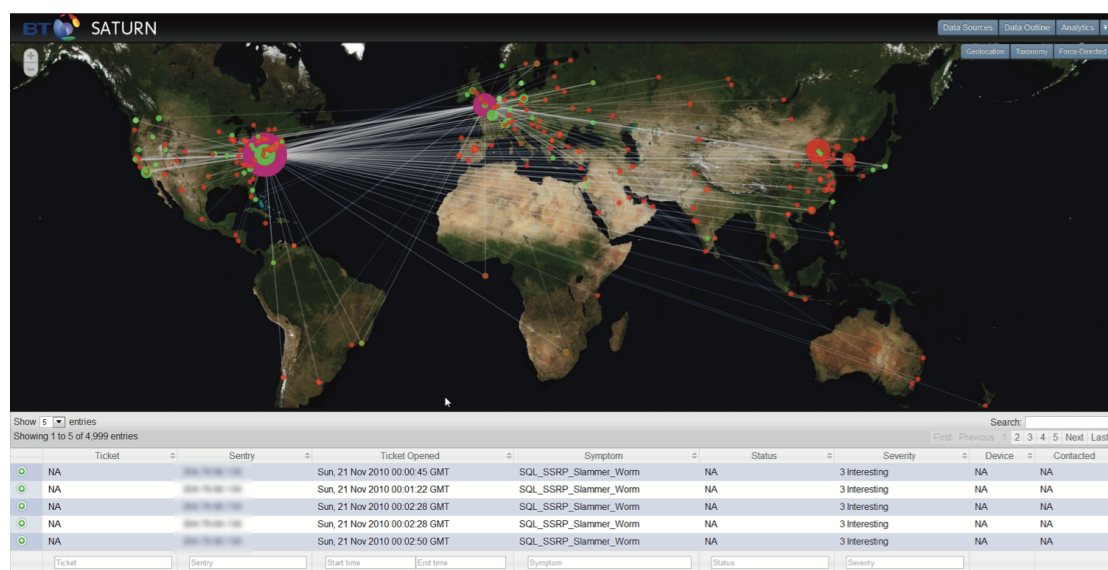 BT SATURN
Data Sources Data Outline Analytics
Geolocation Taxonomy Force-Directed
Show 5 entries Search:
Showing 1 to 5 of 4,999 entries First Previous 1 2 3 4 5 Next Last
Ticket Sentry Ticket Opened Symptom Status Severity Device Contacted
NA Sun, 21 Nov 2010 00:00:45 GMT SQL_SSRP_Slammer_Worm NA 3 Interesting NA NA
NA Sun, 21 Nov 2010 00:01:22 GMT SQL_SSRP_Slammer_Worm NA 3 Interesting NA NA
NA Sun, 21 Nov 2010 00:02:28 GMT SQL_SSRP_Slammer_Worm NA 3 Interesting NA NA
NA Sun, 21 Nov 2010 00:02:28 GMT SQL_SSRP_Slammer_Worm NA 3 Interesting NA NA
NA Sun, 21 Nov 2010 00:02:50 GMT SQL_SSRP_Slammer_Worm NA 3 Interesting NA NA
Ticket Sentry Start time End time Symptom Status Severity